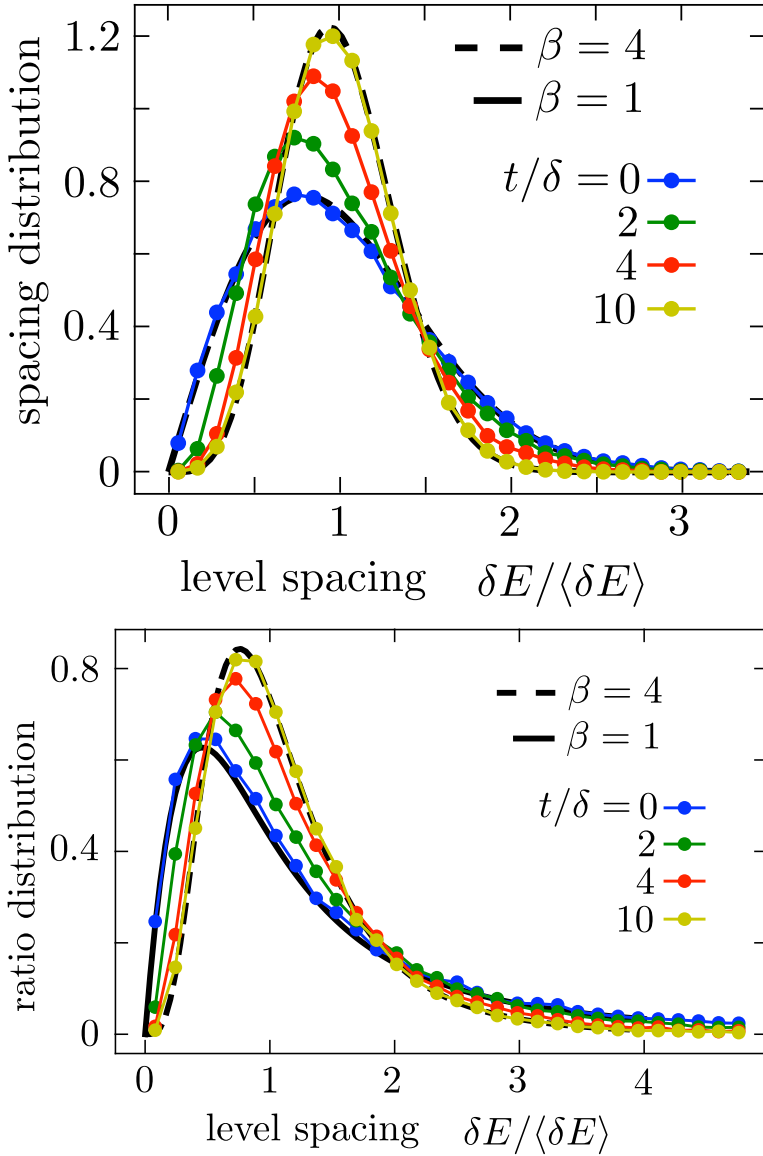 spacing distribution
1.2
0.8
0.4
0
β = 4
β = 1
t/δ = 0
2
4
10
0 1 2 3
level spacing δE/⟨δE⟩
ratio distribution
0.8
0.4
0
β = 4
β = 1
t/δ = 0
2
4
10
0 1 2 3 4
level spacing δE/⟨δE⟩